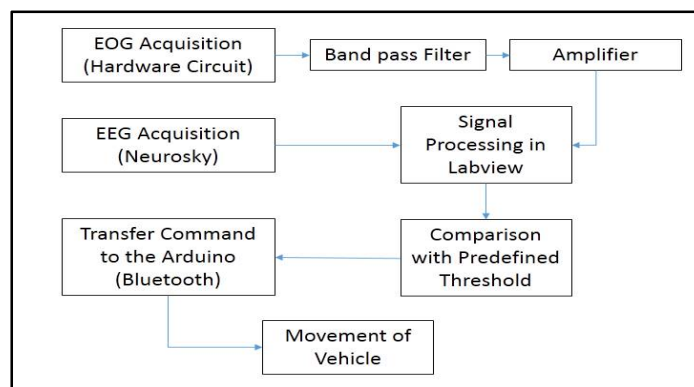 EOG Acquisition
(Hardware Circuit)
Band pass Filter
Amplifier
EEG Acquisition
(Neurosky)
Signal
Processing in
Labview
Transfer Command
to the Arduino
(Bluetooth)
Comparison
with Predefined
Threshold
Movement of
Vehicle